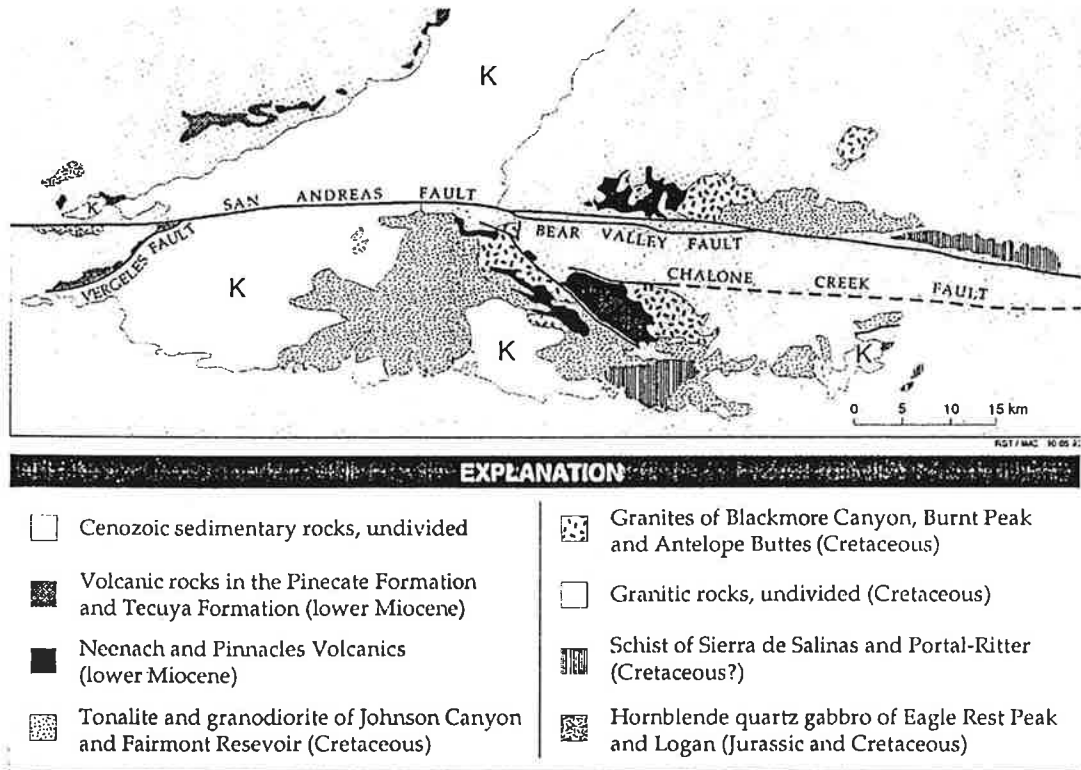 K
K
SAN ANDREAS FAULT
BEAR VALLEY FAULT
VERGELES FAULT
CHALONE CREEK FAULT
K
K
K
0 5 10 15 km
EXPLANATION
Cenozoic sedimentary rocks, undivided
Volcanic rocks in the Pinecate Formation
and Tecuya Formation (lower Miocene)
Neenach and Pinnacles Volcanics
(lower Miocene)
Tonalite and granodiorite of Johnson Canyon
and Fairmont Resevoir (Cretaceous)
Granites of Blackmore Canyon, Burnt Peak
and Antelope Buttes (Cretaceous)
Granitic rocks, undivided (Cretaceous)
Schist of Sierra de Salinas and Portal-Ritter
(Cretaceous?)
Hornblende quartz gabbro of Eagle Rest Peak
and Logan (Jurassic and Cretaceous)